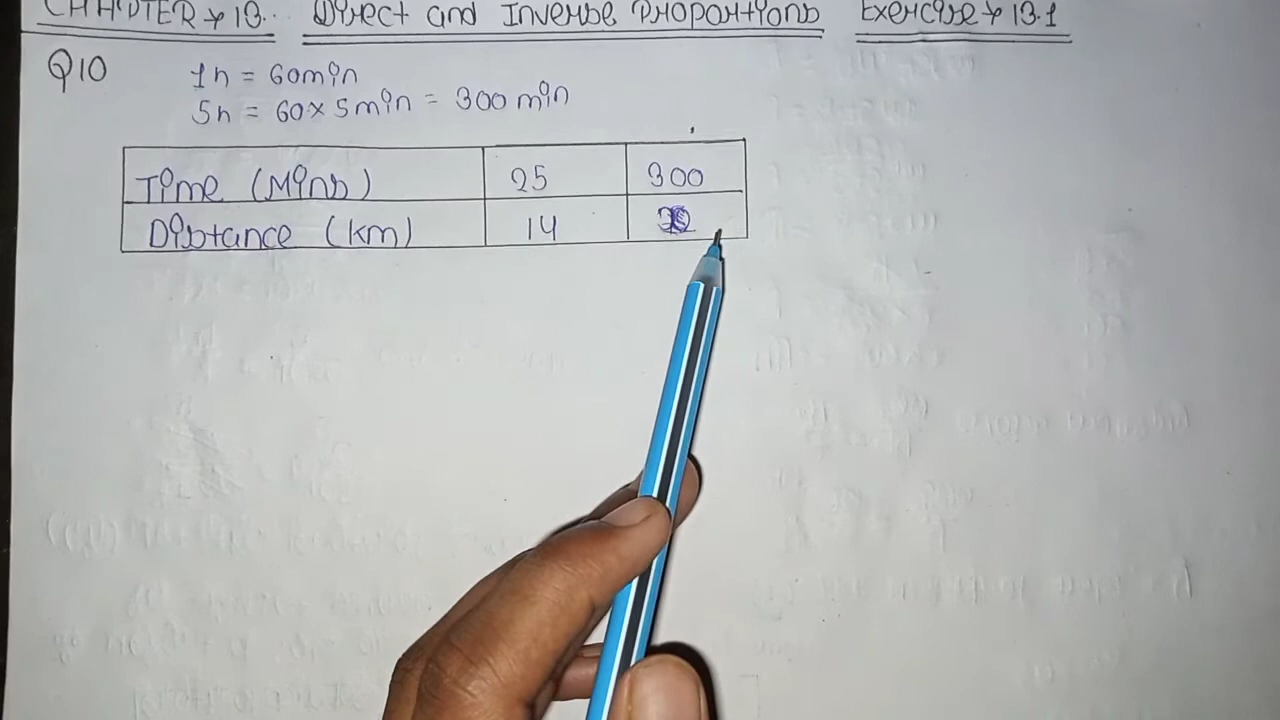 CHAPTER → 13.. Direct and Inverse Proportions Exercise → 13.1
Q10
1h = 60min
5h = 60 × 5min = 300 min
Time (Mins) 25 300
Distance (km) 14